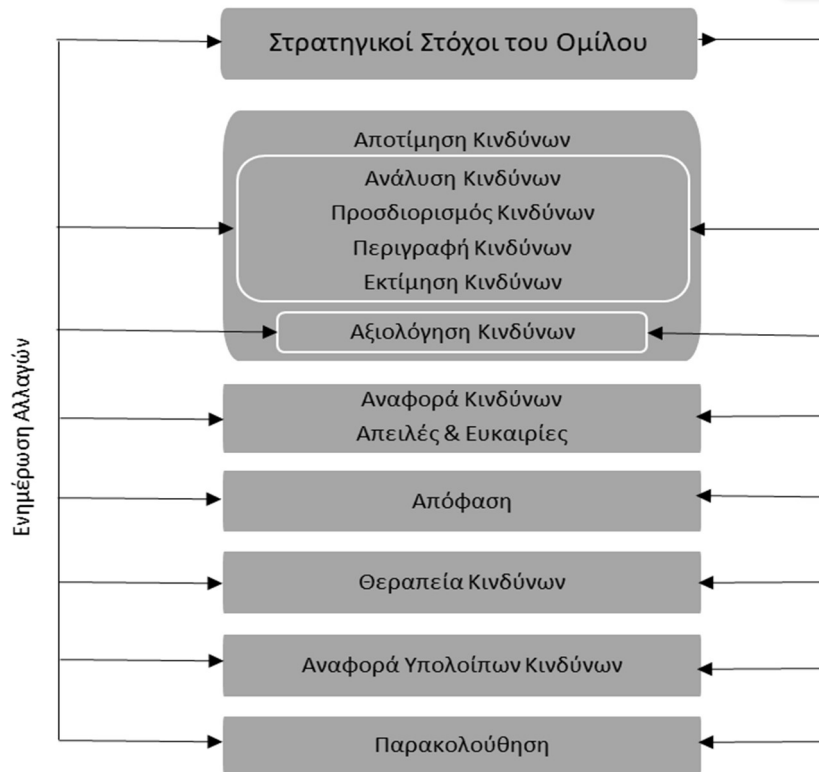 Στρατηγικοί Στόχοι του Ομίλου
Αποτίμηση Κινδύνων
Ανάλυση Κινδύνων
Προσδιορισμός Κινδύνων
Περιγραφή Κινδύνων
Εκτίμηση Κινδύνων
Αξιολόγηση Κινδύνων
Αναφορά Κινδύνων
Απειλές & Ευκαιρίες
Απόφαση
Θεραπεία Κινδύνων
Αναφορά Υπολοίπων Κινδύνων
Παρακολούθηση
Ενημέρωση Αλλαγών